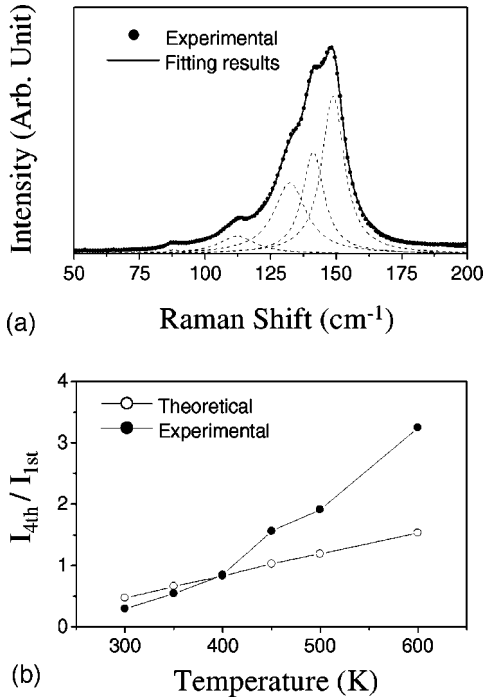 Intensity (Arb. Unit)
Experimental
Fitting results
50 75 100 125 150 175 200
(a)
Raman Shift (cm⁻¹)
I₄ₜₕ / I₁ₛₜ
4
3
2
1
0
Theoretical
Experimental
300 350 400 450 500 550 600
(b)
Temperature (K)